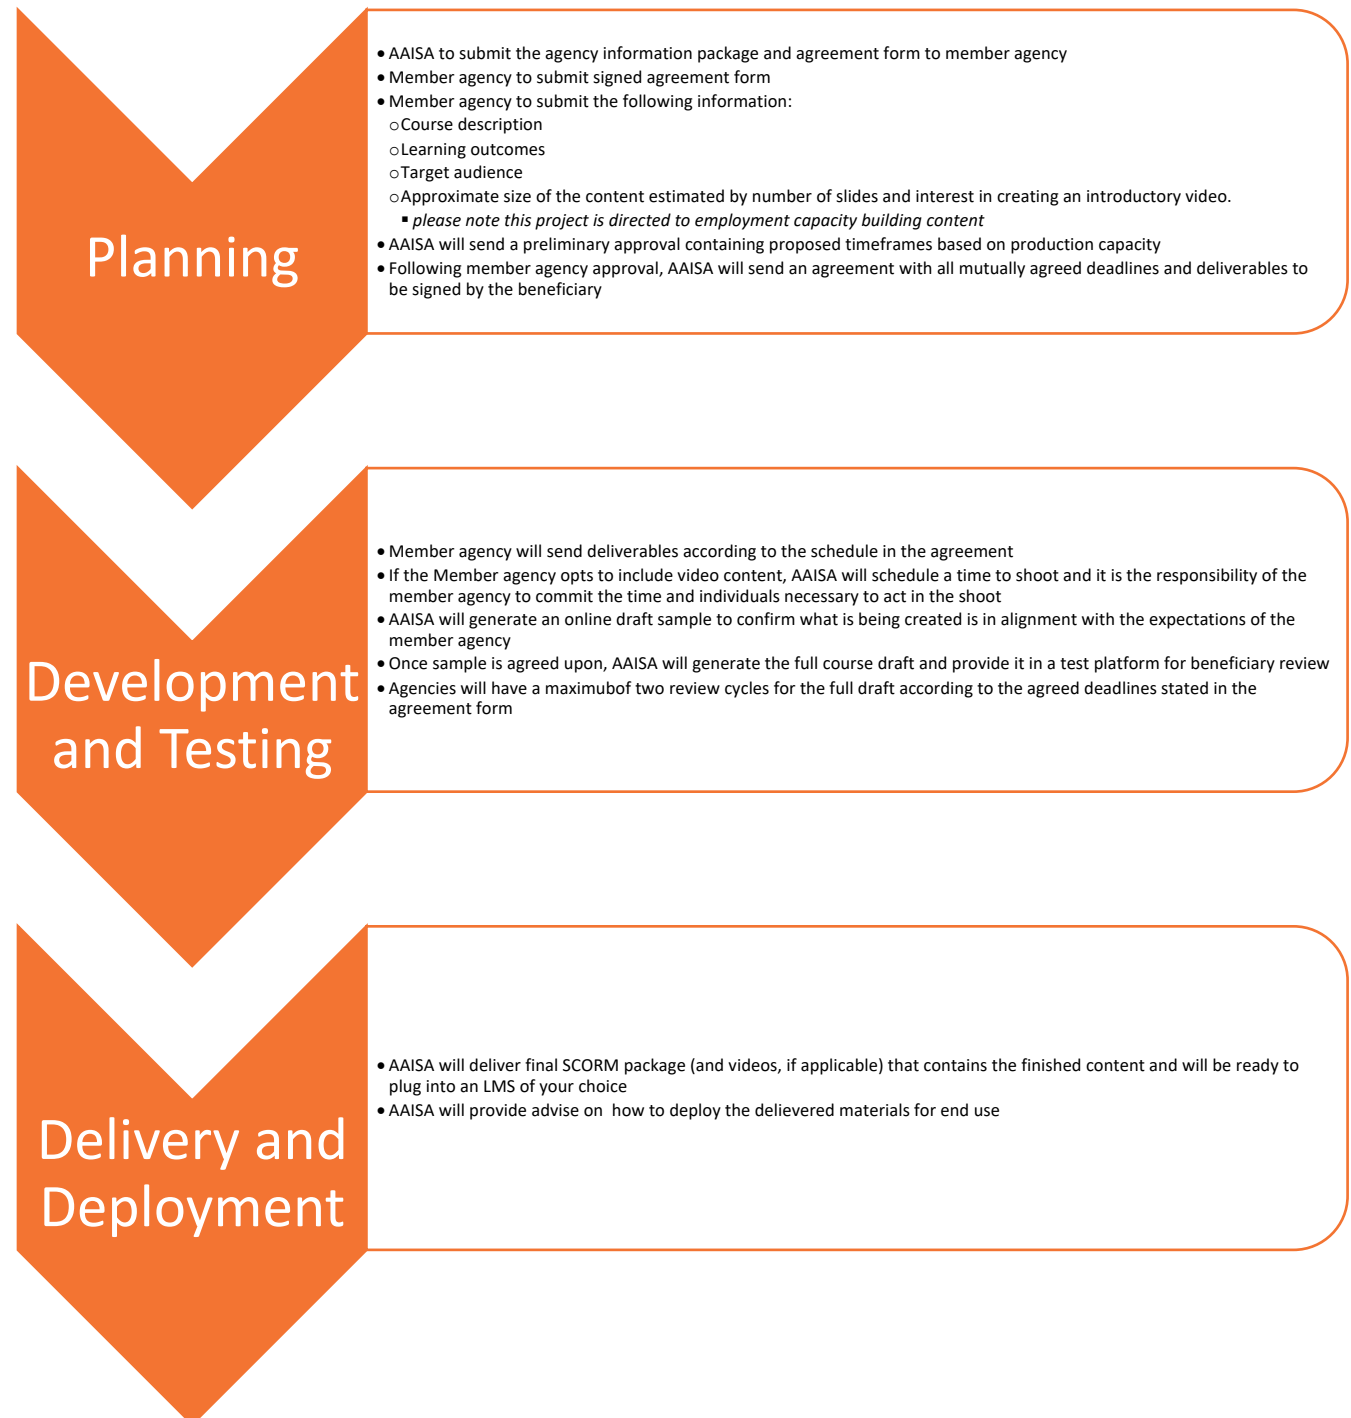 Planning
• AAISA to submit the agency information package and agreement form to member agency
• Member agency to submit signed agreement form
• Member agency to submit the following information:
o Course description
o Learning outcomes
o Target audience
o Approximate size of the content estimated by number of slides and interest in creating an introductory video.
▪ please note this project is directed to employment capacity building content
• AAISA will send a preliminary approval containing proposed timeframes based on production capacity
• Following member agency approval, AAISA will send an agreement with all mutually agreed deadlines and deliverables to
be signed by the beneficiary
Development
and Testing
• Member agency will send deliverables according to the schedule in the agreement
• If the Member agency opts to include video content, AAISA will schedule a time to shoot and it is the responsibility of the
member agency to commit the time and individuals necessary to act in the shoot
• AAISA will generate an online draft sample to confirm what is being created is in alignment with the expectations of the
member agency
• Once sample is agreed upon, AAISA will generate the full course draft and provide it in a test platform for beneficiary review
• Agencies will have a maximubof two review cycles for the full draft according to the agreed deadlines stated in the
agreement form
Delivery and
Deployment
• AAISA will deliver final SCORM package (and videos, if applicable) that contains the finished content and will be ready to
plug into an LMS of your choice
• AAISA will provide advise on  how to deploy the delievered materials for end use